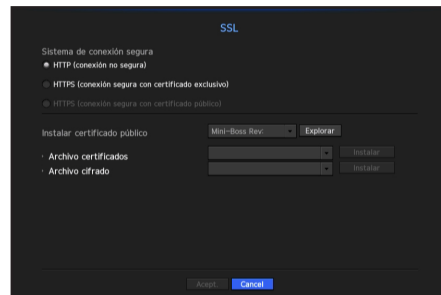 SSL
Sistema de conexión segura
HTTP (conexión no segura)
HTTPS (conexión segura con certificado exclusivo)
HTTPS (conexión segura con certificado público)
Instalar certificado público
Mini-Boss Rev:
Explorar
· Archivo certificados
Instalar
· Archivo cifrado
Instalar
Acept.
Cancel